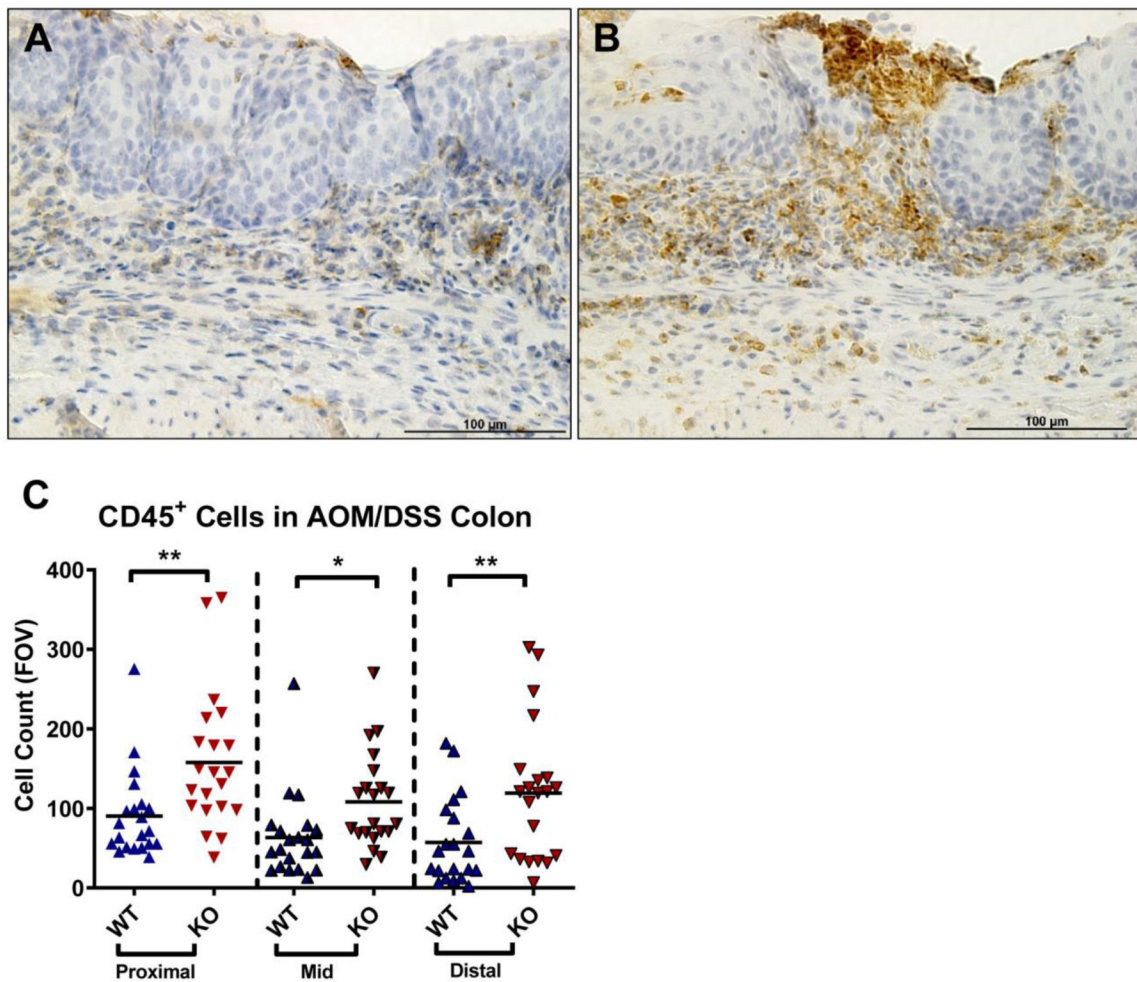 A
B
100 µm
100 µm
C
CD45+ Cells in AOM/DSS Colon
** * **
400
300
200
100
0
Cell Count (FOV)
WT KO WT KO WT KO
Proximal Mid Distal